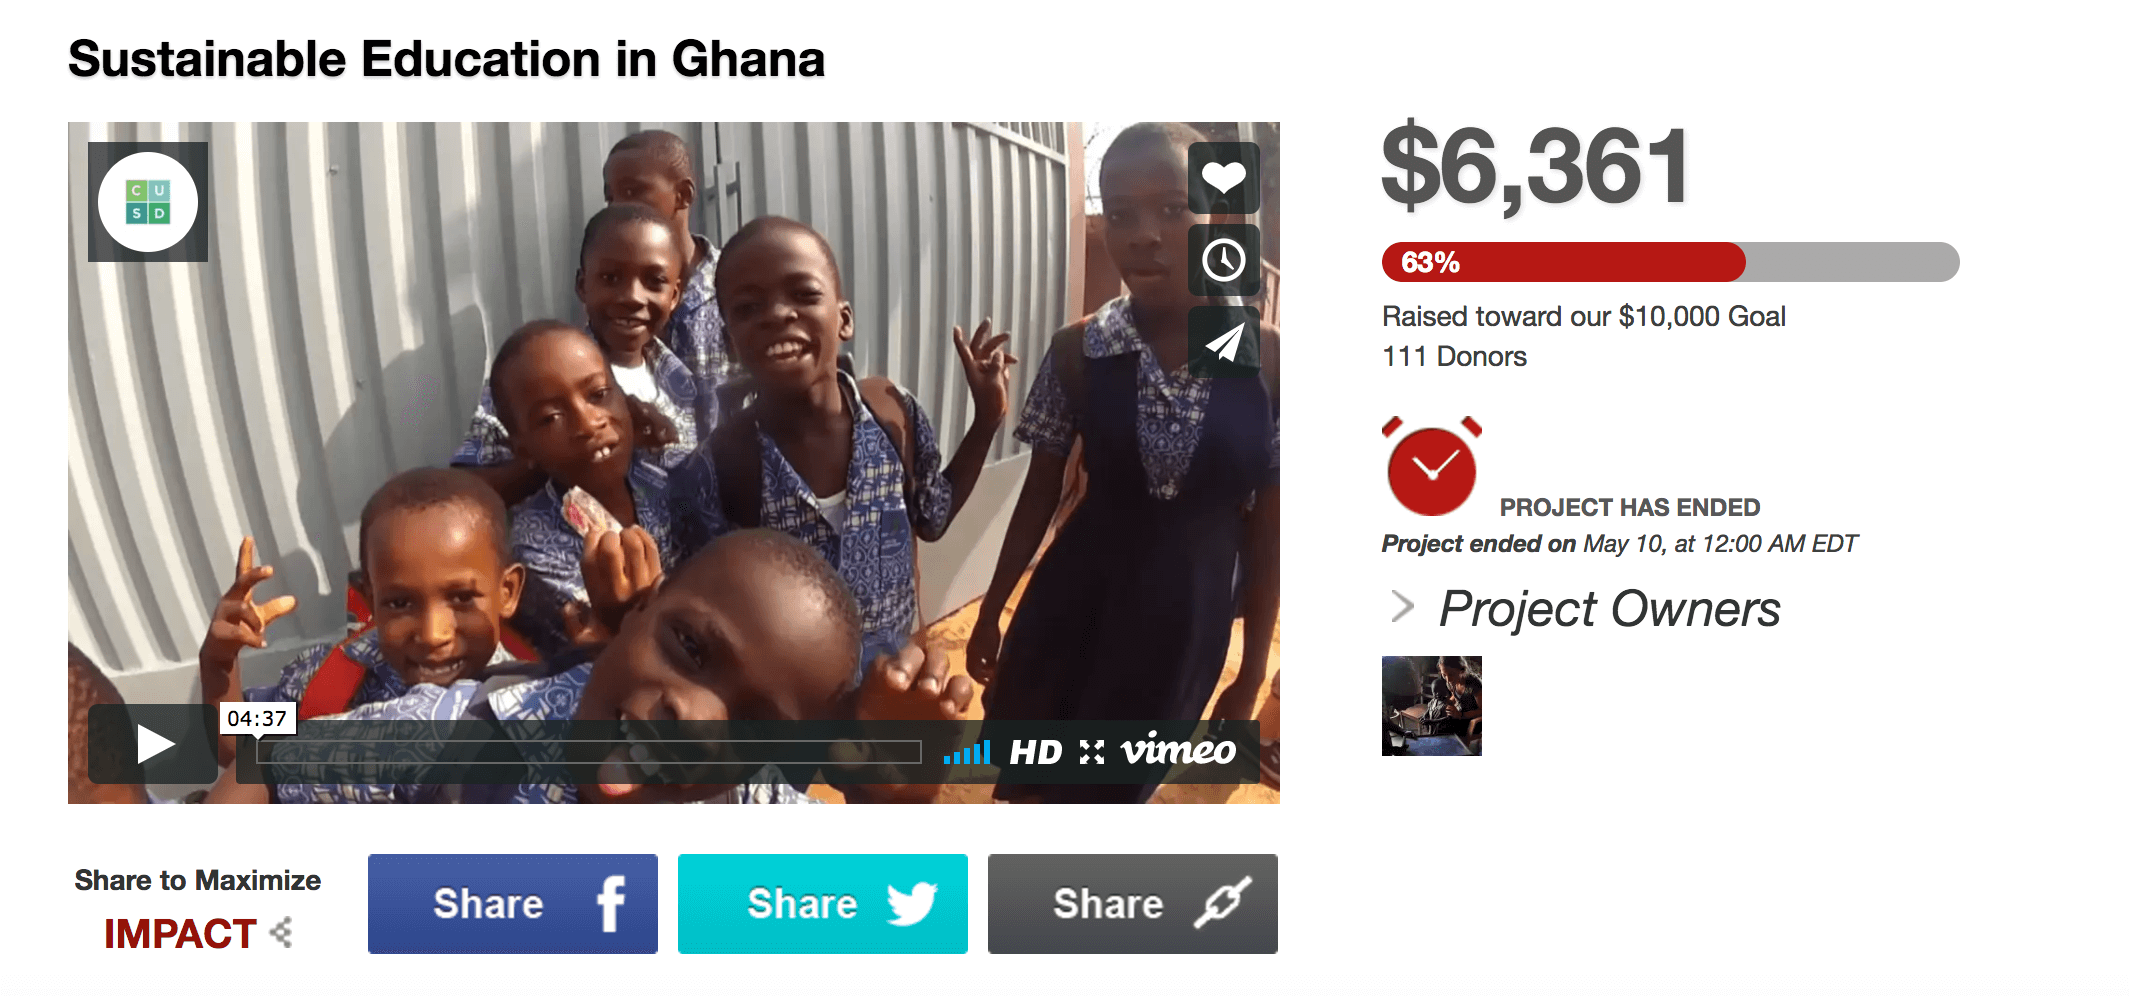 Sustainable Education in Ghana
C U
S D
04:37
HD vimeo
Share to Maximize
IMPACT
Share
Share
Share
$6,361
63%
Raised toward our $10,000 Goal
111 Donors
PROJECT HAS ENDED
Project ended on May 10, at 12:00 AM EDT
Project Owners